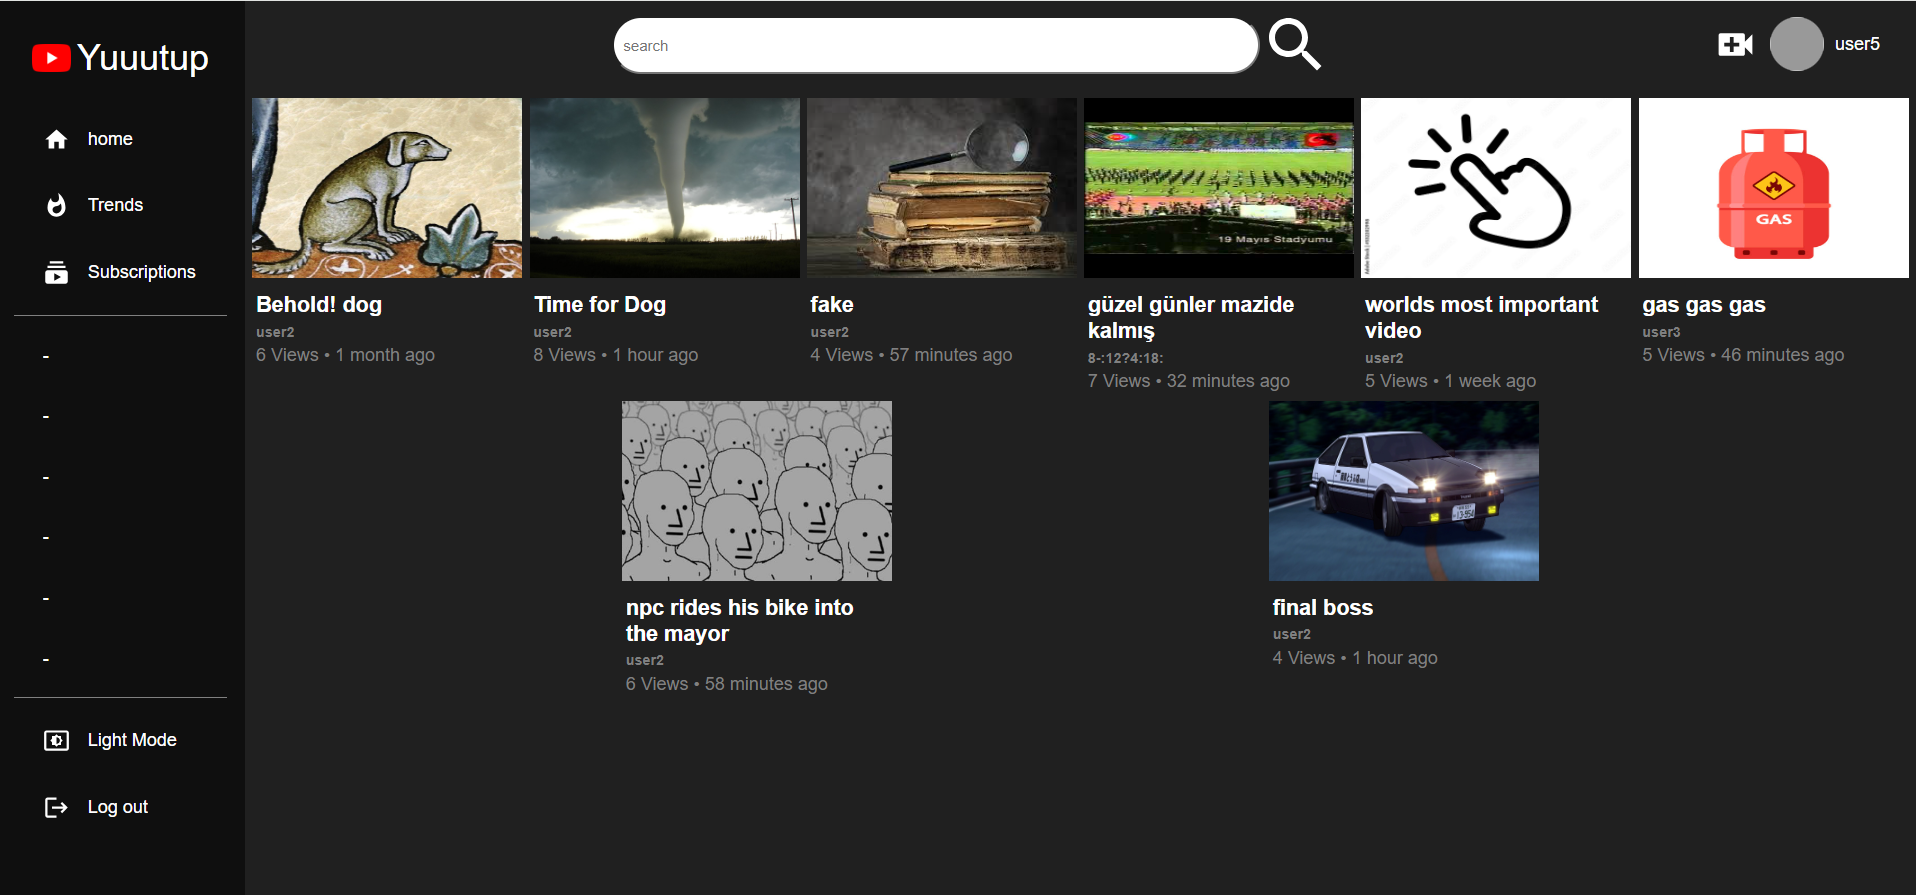 Yuuutup
search
user5
home
Trends
Subscriptions
-
-
-
-
-
-
Light Mode
Log out
19 Mayıs Stadyumu
GAS
Behold! dog
user2
6 Views • 1 month ago
Time for Dog
user2
8 Views • 1 hour ago
fake
user2
4 Views • 57 minutes ago
güzel günler mazide
kalmış
8-:12?4:18:
7 Views • 32 minutes ago
worlds most important
video
user2
5 Views • 1 week ago
gas gas gas
user3
5 Views • 46 minutes ago
npc rides his bike into
the mayor
user2
6 Views • 58 minutes ago
final boss
user2
4 Views • 1 hour ago